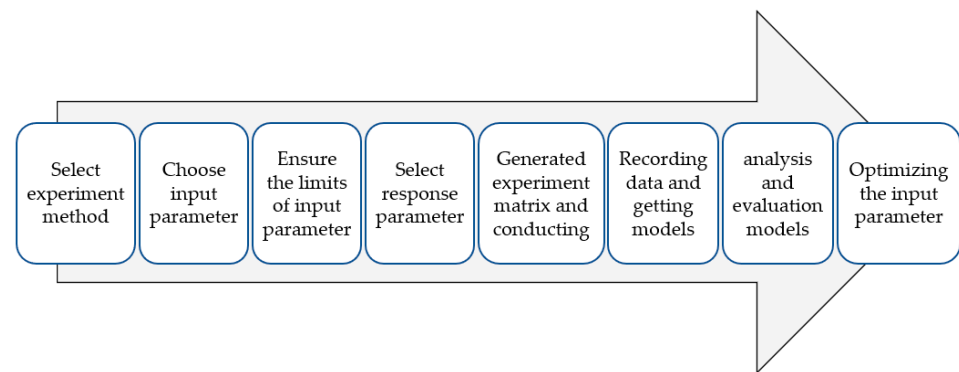 Select
experiment
method
Choose
input
parameter
Ensure
the limits
of input
parameter
Select
response
parameter
Generated
experiment
matrix and
conducting
Recording
data and
getting
models
analysis
and
evaluation
models
Optimizing
the input
parameter